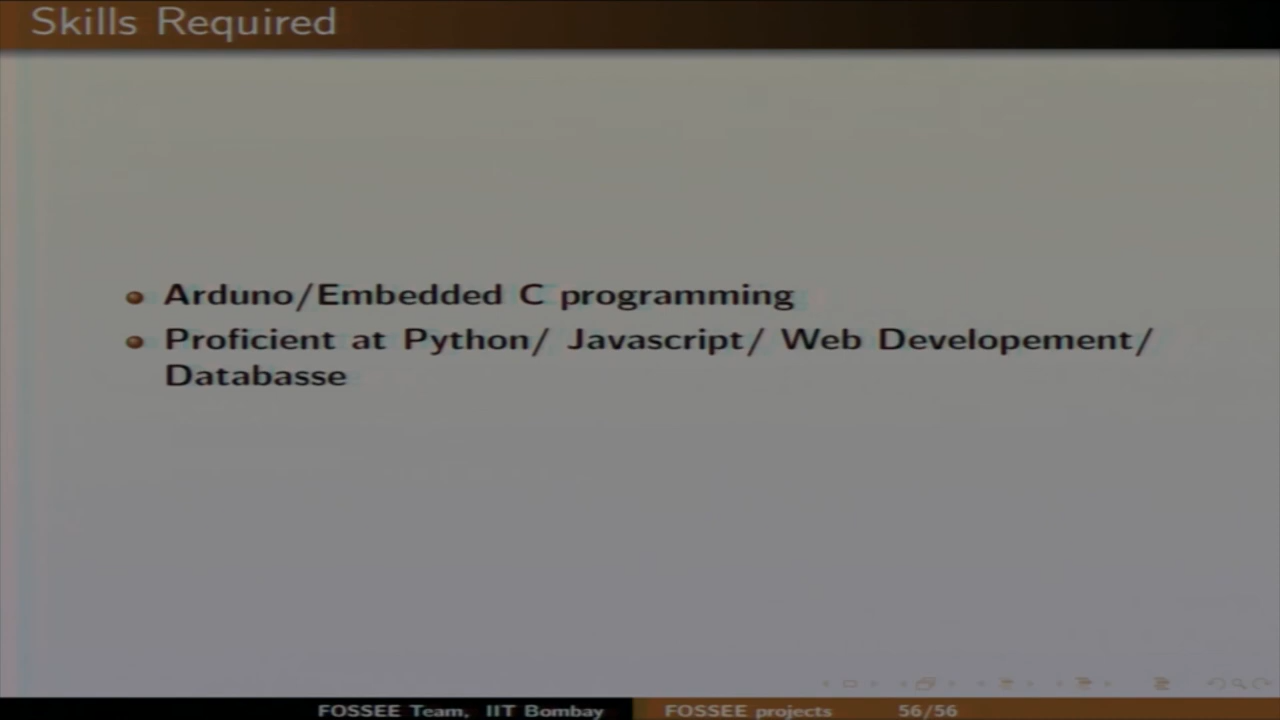 Skills Required
Arduno/Embedded C programming
Proficient at Python/ Javascript/ Web Developement/
Databasse
FOSSEE Team, IIT Bombay FOSSEE projects 56/56